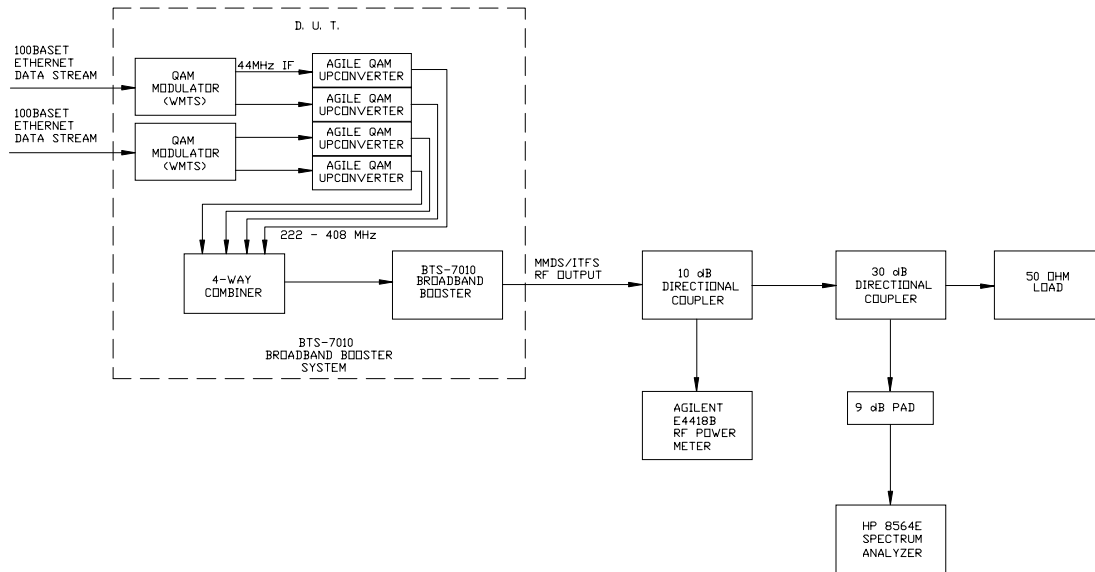 D. U. T.
100BASET
ETHERNET
DATA STREAM
QAM
MODULATOR
(WMTS)
44MHz IF
AGILE QAM
UPCONVERTER
AGILE QAM
UPCONVERTER
100BASET
ETHERNET
DATA STREAM
QAM
MODULATOR
(WMTS)
AGILE QAM
UPCONVERTER
AGILE QAM
UPCONVERTER
222 - 408 MHz
4-WAY
COMBINER
BTS-7010
BROADBAND
BOOSTER
MMDS/ITFS
RF OUTPUT
10 dB
DIRECTIONAL
COUPLER
30 dB
DIRECTIONAL
COUPLER
50 OHM
LOAD
BTS-7010
BROADBAND BOOSTER
SYSTEM
AGILENT
E4418B
RF POWER
METER
9 dB PAD
HP 8564E
SPECTRUM
ANALYZER